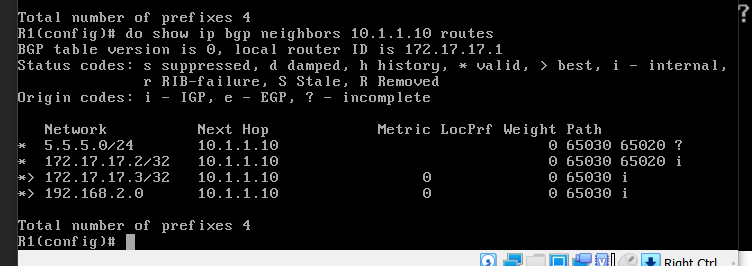 Total number of prefixes 4
R1(config)# do show ip bgp neighbors 10.1.1.10 routes
BGP table version is 0, local router ID is 172.17.17.1
Status codes: s suppressed, d damped, h history, * valid, > best, i - internal,
              r RIB-failure, S Stale, R Removed
Origin codes: i - IGP, e - EGP, ? - incomplete

   Network          Next Hop            Metric LocPrf Weight Path
*  5.5.5.0/24       10.1.1.10                              0 65030 65020 ?
*  172.17.17.2/32   10.1.1.10                              0 65030 65020 i
*> 172.17.17.3/32   10.1.1.10                0             0 65030 i
*> 192.168.2.0      10.1.1.10                0             0 65030 i

Total number of prefixes 4
R1(config)#
?
Right Ctrl